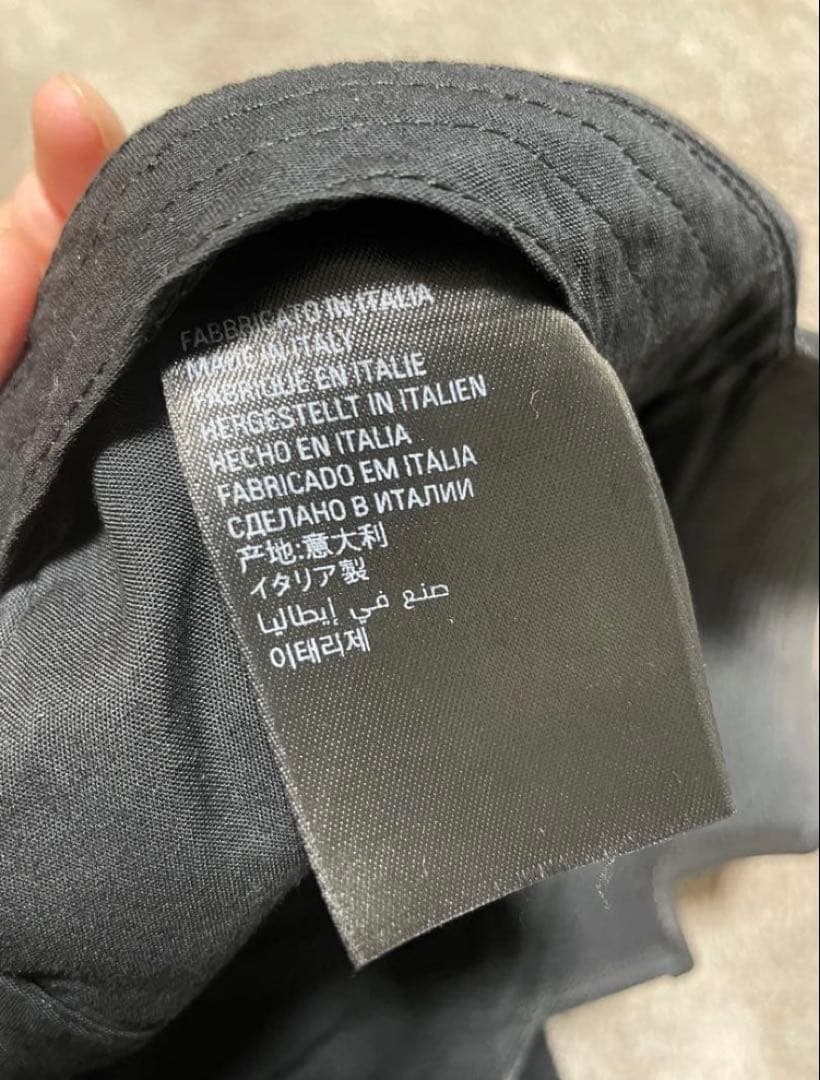 FABBRICATO IN ITALIA
MADE IN ITALY
FABRIQUE EN ITALIE
HERGESTELLT IN ITALIEN
HECHO EN ITALIA
FABRICADO EM ITÁLIA
СДЕЛАНО В ИТАЛИИ
产地:意大利
イタリア製
صنع في إيطاليا
이태리제